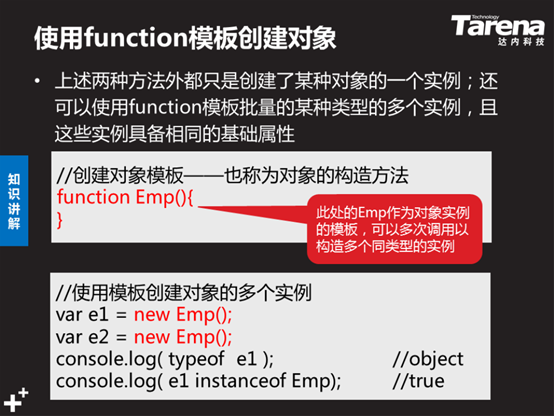 使用function模板创建对象
Technology
Tarena
达内科技
• 上述两种方法外都只是创建了某种对象的一个实例；还
可以使用function模板批量的某种类型的多个实例，且
这些实例具备相同的基础属性
知识讲解
//创建对象模板——也称为对象的构造方法
function Emp(){
}
此处的Emp作为对象实例
的模板，可以多次调用以
构造多个同类型的实例
//使用模板创建对象的多个实例
var e1 = new Emp();
var e2 = new Emp();
console.log( typeof e1 ); //object
console.log( e1 instanceof Emp); //true